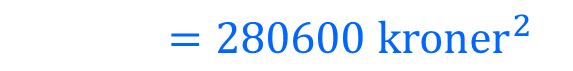 = 280600 kroner²